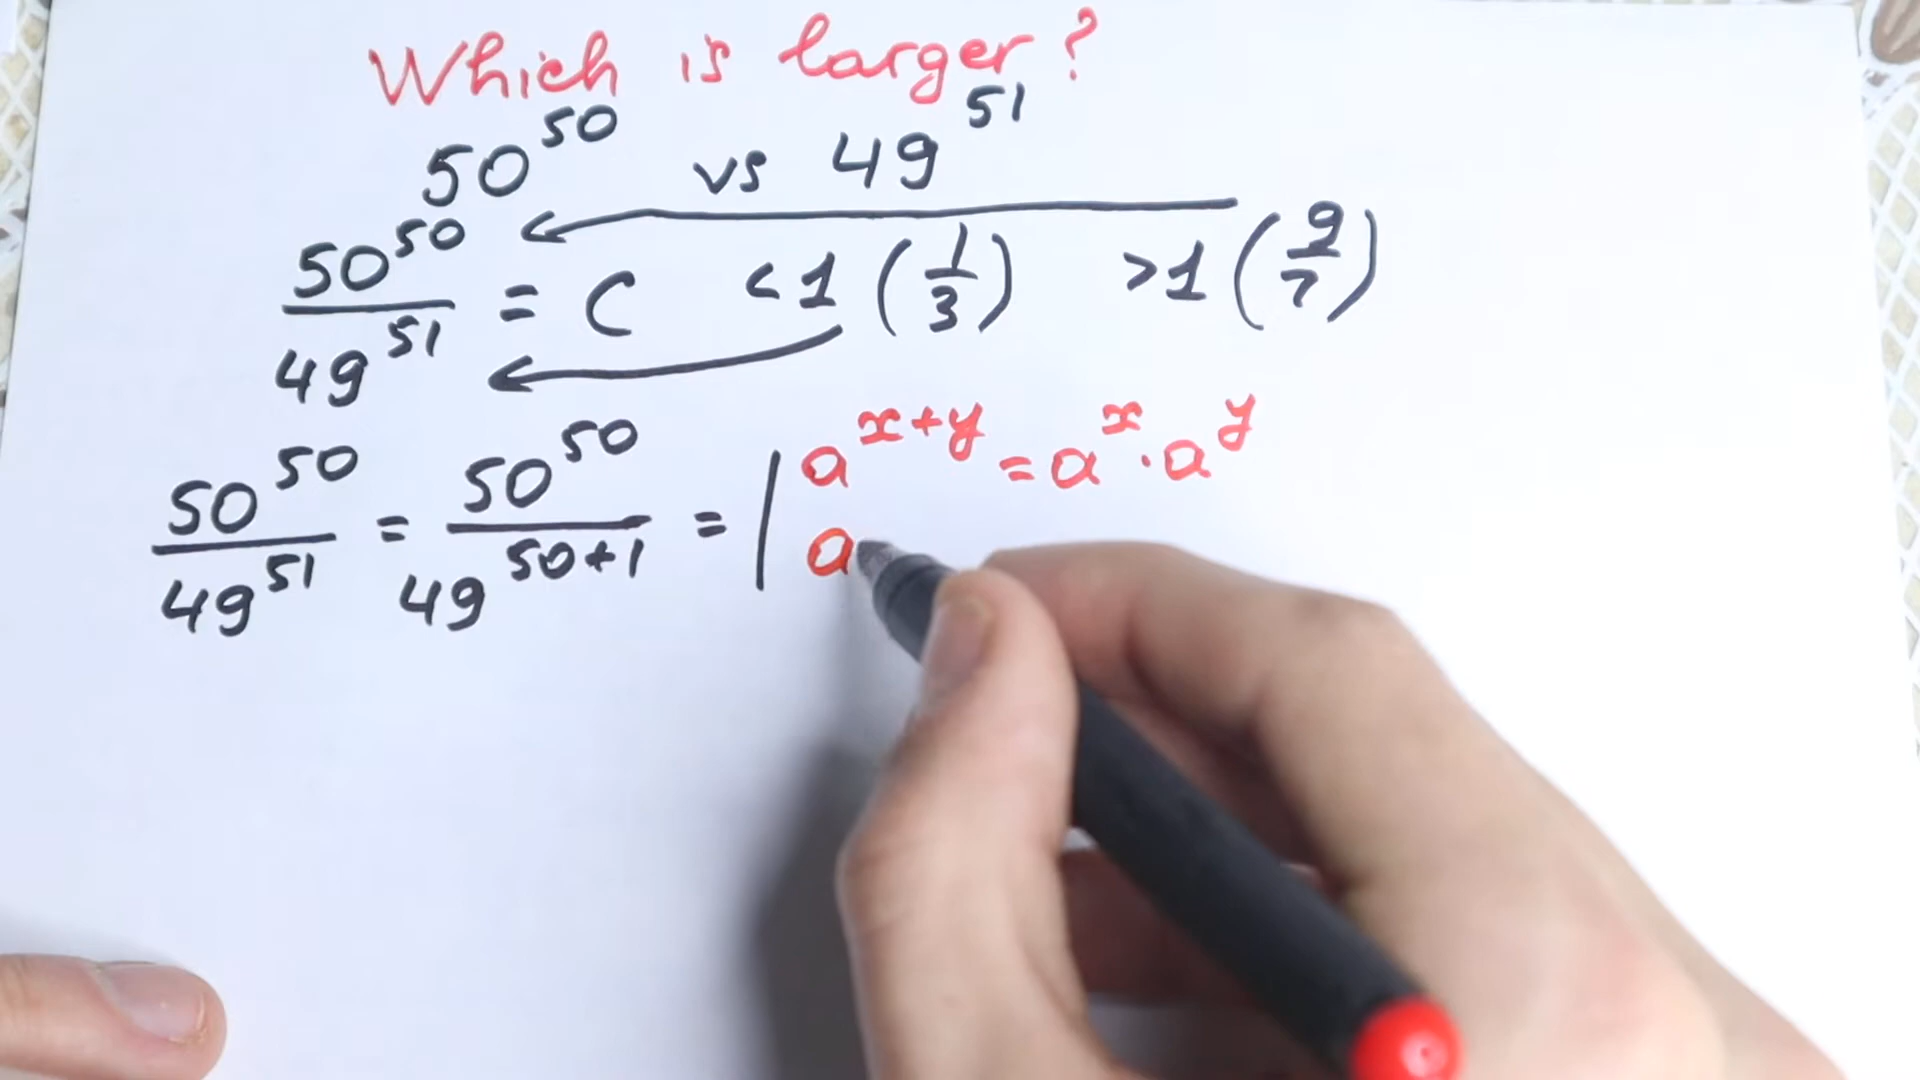 Which is larger?
50^50 vs 49^51
50^50/49^51 = C <1 (1/3) >1 (9/7)
50^50/49^51 = 50^50/49^(50+1) = | a^(x+y) = a^x · a^y
a